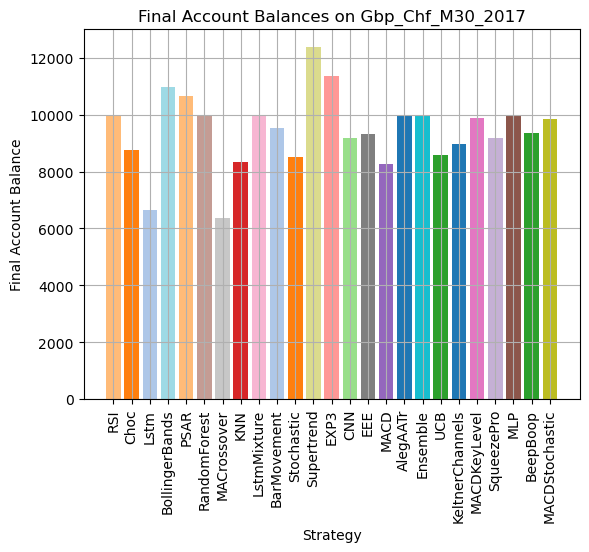 Final Account Balances on Gbp_Chf_M30_2017
Final Account Balance
12000
10000
8000
6000
4000
2000
0
RSI
Choc
Lstm
BollingerBands
PSAR
RandomForest
MACrossover
KNN
LstmMixture
BarMovement
Stochastic
Supertrend
EXP3
CNN
EEE
MACD
AlegAATr
Ensemble
UCB
KeltnerChannels
MACDKeyLevel
SqueezePro
MLP
BeepBoop
MACDStochastic
Strategy